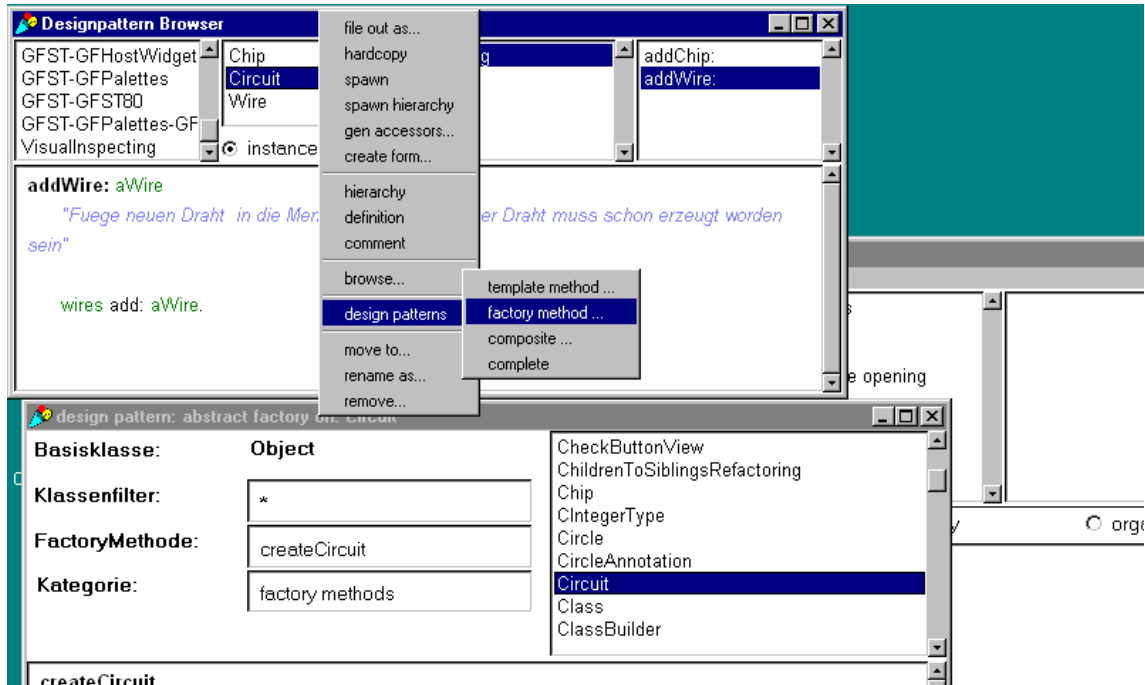 Designpattern Browser
GFST-GFHostWidget
GFST-GFPalettes
GFST-GFST80
GFST-GFPalettes-GF
VisualInspecting
Chip
Circuit
Wire
instance
g
addChip:
addWire:
addWire: aWire
"Fuege neuen Draht in die Men er Draht muss schon erzeugt worden
sein"
wires add: aWire.
file out as...
hardcopy
spawn
spawn hierarchy
gen accessors...
create form...
hierarchy
definition
comment
browse...
design patterns
move to...
rename as...
remove...
template method ...
factory method ...
composite ...
complete
s
e opening
y
orga
design pattern: abstract factory on: Circuit
Basisklasse: Object
Klassenfilter: *
FactoryMethode: createCircuit
Kategorie: factory methods
CheckButtonView
ChildrenToSiblingsRefactoring
Chip
CIntegerType
Circle
CircleAnnotation
Circuit
Class
ClassBuilder
createCircuit